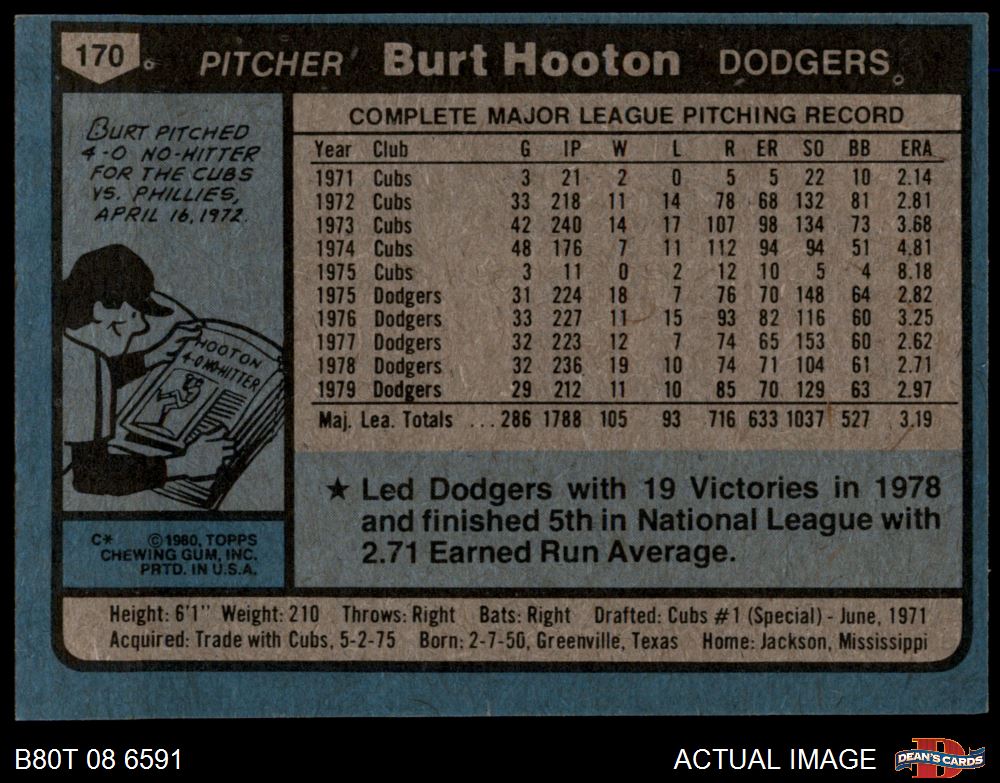 170 PITCHER Burt Hooton DODGERS
BURT PITCHED
4-0 NO-HITTER
FOR THE CUBS
VS. PHILLIES,
APRIL 16, 1972.
HOOTON
4-0 NO-HITTER
C* ©1980, TOPPS
CHEWING GUM, INC.
PRTD. IN U.S.A.
COMPLETE MAJOR LEAGUE PITCHING RECORD
Year Club G IP W L R ER SO BB ERA
1971 Cubs 3 21 2 0 5 5 22 10 2.14
1972 Cubs 33 218 11 14 78 68 132 81 2.81
1973 Cubs 42 240 14 17 107 98 134 73 3.68
1974 Cubs 48 176 7 11 112 94 94 51 4.81
1975 Cubs 3 11 0 2 12 10 5 4 8.18
1975 Dodgers 31 224 18 7 76 70 148 64 2.82
1976 Dodgers 33 227 11 15 93 82 116 60 3.25
1977 Dodgers 32 223 12 7 74 65 153 60 2.62
1978 Dodgers 32 236 19 10 74 71 104 61 2.71
1979 Dodgers 29 212 11 10 85 70 129 63 2.97
Maj. Lea. Totals ... 286 1788 105 93 716 633 1037 527 3.19
★ Led Dodgers with 19 Victories in 1978
and finished 5th in National League with
2.71 Earned Run Average.
Height: 6'1" Weight: 210 Throws: Right Bats: Right Drafted: Cubs #1 (Special) - June, 1971
Acquired: Trade with Cubs, 5-2-75 Born: 2-7-50, Greenville, Texas Home: Jackson, Mississippi
B80T 08 6591 ACTUAL IMAGE D DEAN'S CARDS